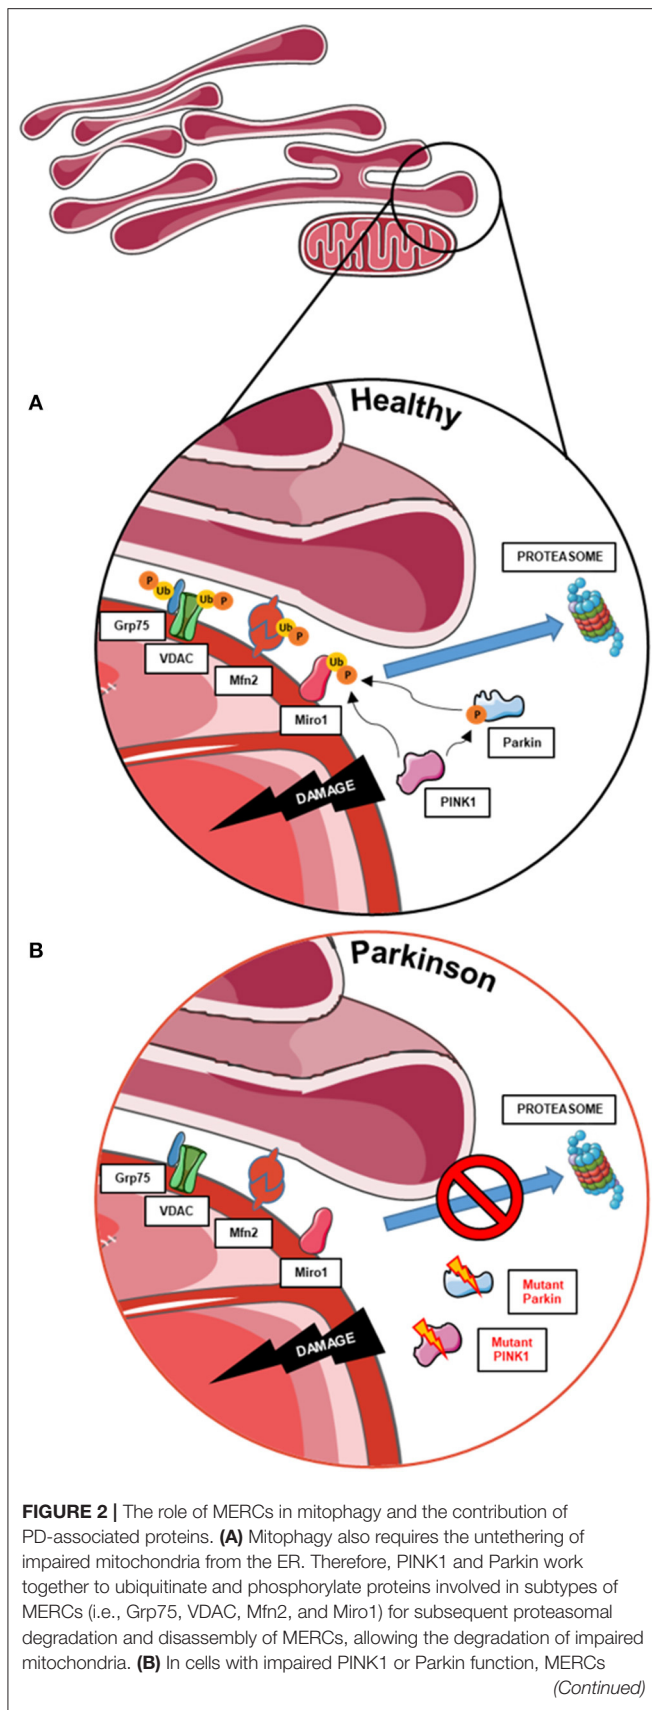 A
Healthy
PROTEASOME
P
Ub
Ub
P
Grp75
VDAC
Ub
P
Mfn2
Ub
P
Miro1
P
Parkin
PINK1
DAMAGE
B
Parkinson
PROTEASOME
Grp75
VDAC
Mfn2
Miro1
Mutant
Parkin
Mutant
PINK1
DAMAGE
FIGURE 2 | The role of MERCs in mitophagy and the contribution of
PD-associated proteins. (A) Mitophagy also requires the untethering of
impaired mitochondria from the ER. Therefore, PINK1 and Parkin work
together to ubiquitinate and phosphorylate proteins involved in subtypes of
MERCs (i.e., Grp75, VDAC, Mfn2, and Miro1) for subsequent proteasomal
degradation and disassembly of MERCs, allowing the degradation of impaired
mitochondria. (B) In cells with impaired PINK1 or Parkin function, MERCs
(Continued)